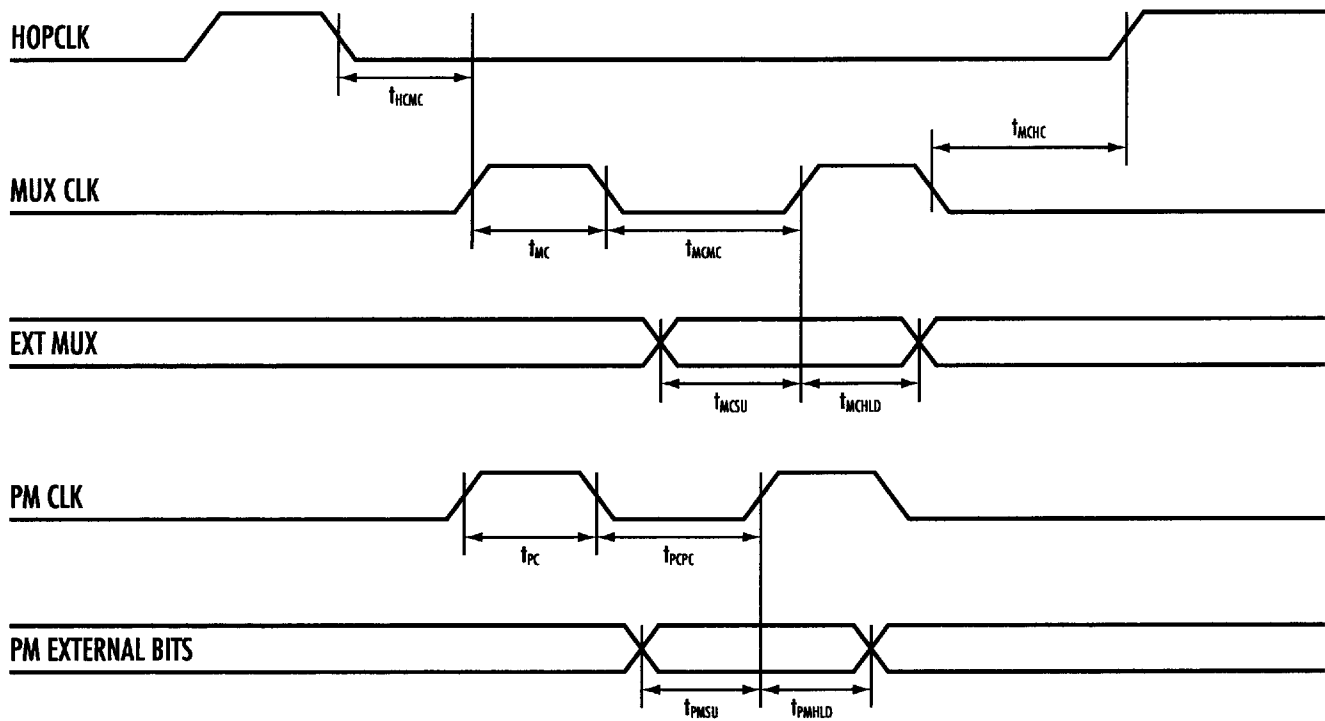 HOPCLK
tHCMC
tMCHC
MUX CLK
tMC
tMCMC
EXT MUX
tMCSU
tMCHLD
PM CLK
tPC
tPCPC
PM EXTERNAL BITS
tPMSU
tPMHLD